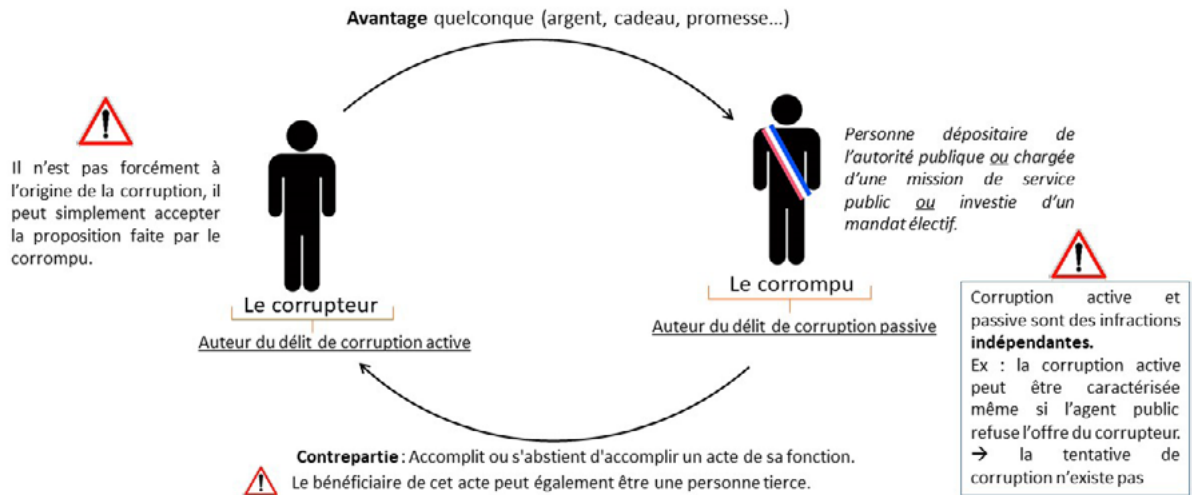 Avantage quelconque (argent, cadeau, promesse…)
Il n’est pas forcément à
l’origine de la corruption, il
peut simplement accepter
la proposition faite par le
corrompu.
Personne dépositaire de
l’autorité publique ou chargée
d’une mission de service
public ou investie d’un
mandat électif.
Le corrupteur
Auteur du délit de corruption active
Le corrompu
Auteur du délit de corruption passive
Corruption active et
passive sont des infractions
indépendantes.
Ex : la corruption active
peut être caractérisée
même si l’agent public
refuse l’offre du corrupteur.
→ la tentative de
corruption n’existe pas
Contrepartie : Accomplit ou s'abstient d'accomplir un acte de sa fonction.
Le bénéficiaire de cet acte peut également être une personne tierce.